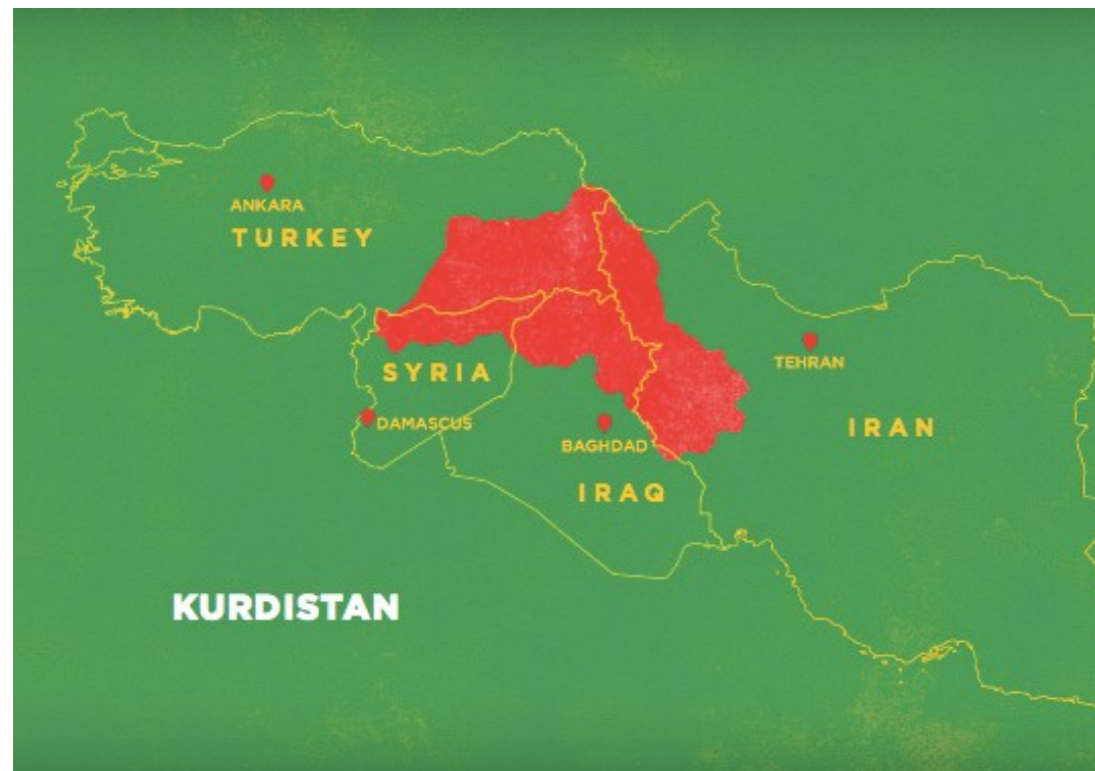 ANKARA
TURKEY
TEHRAN
SYRIA
DAMASCUS
IRAN
BAGHDAD
IRAQ
KURDISTAN